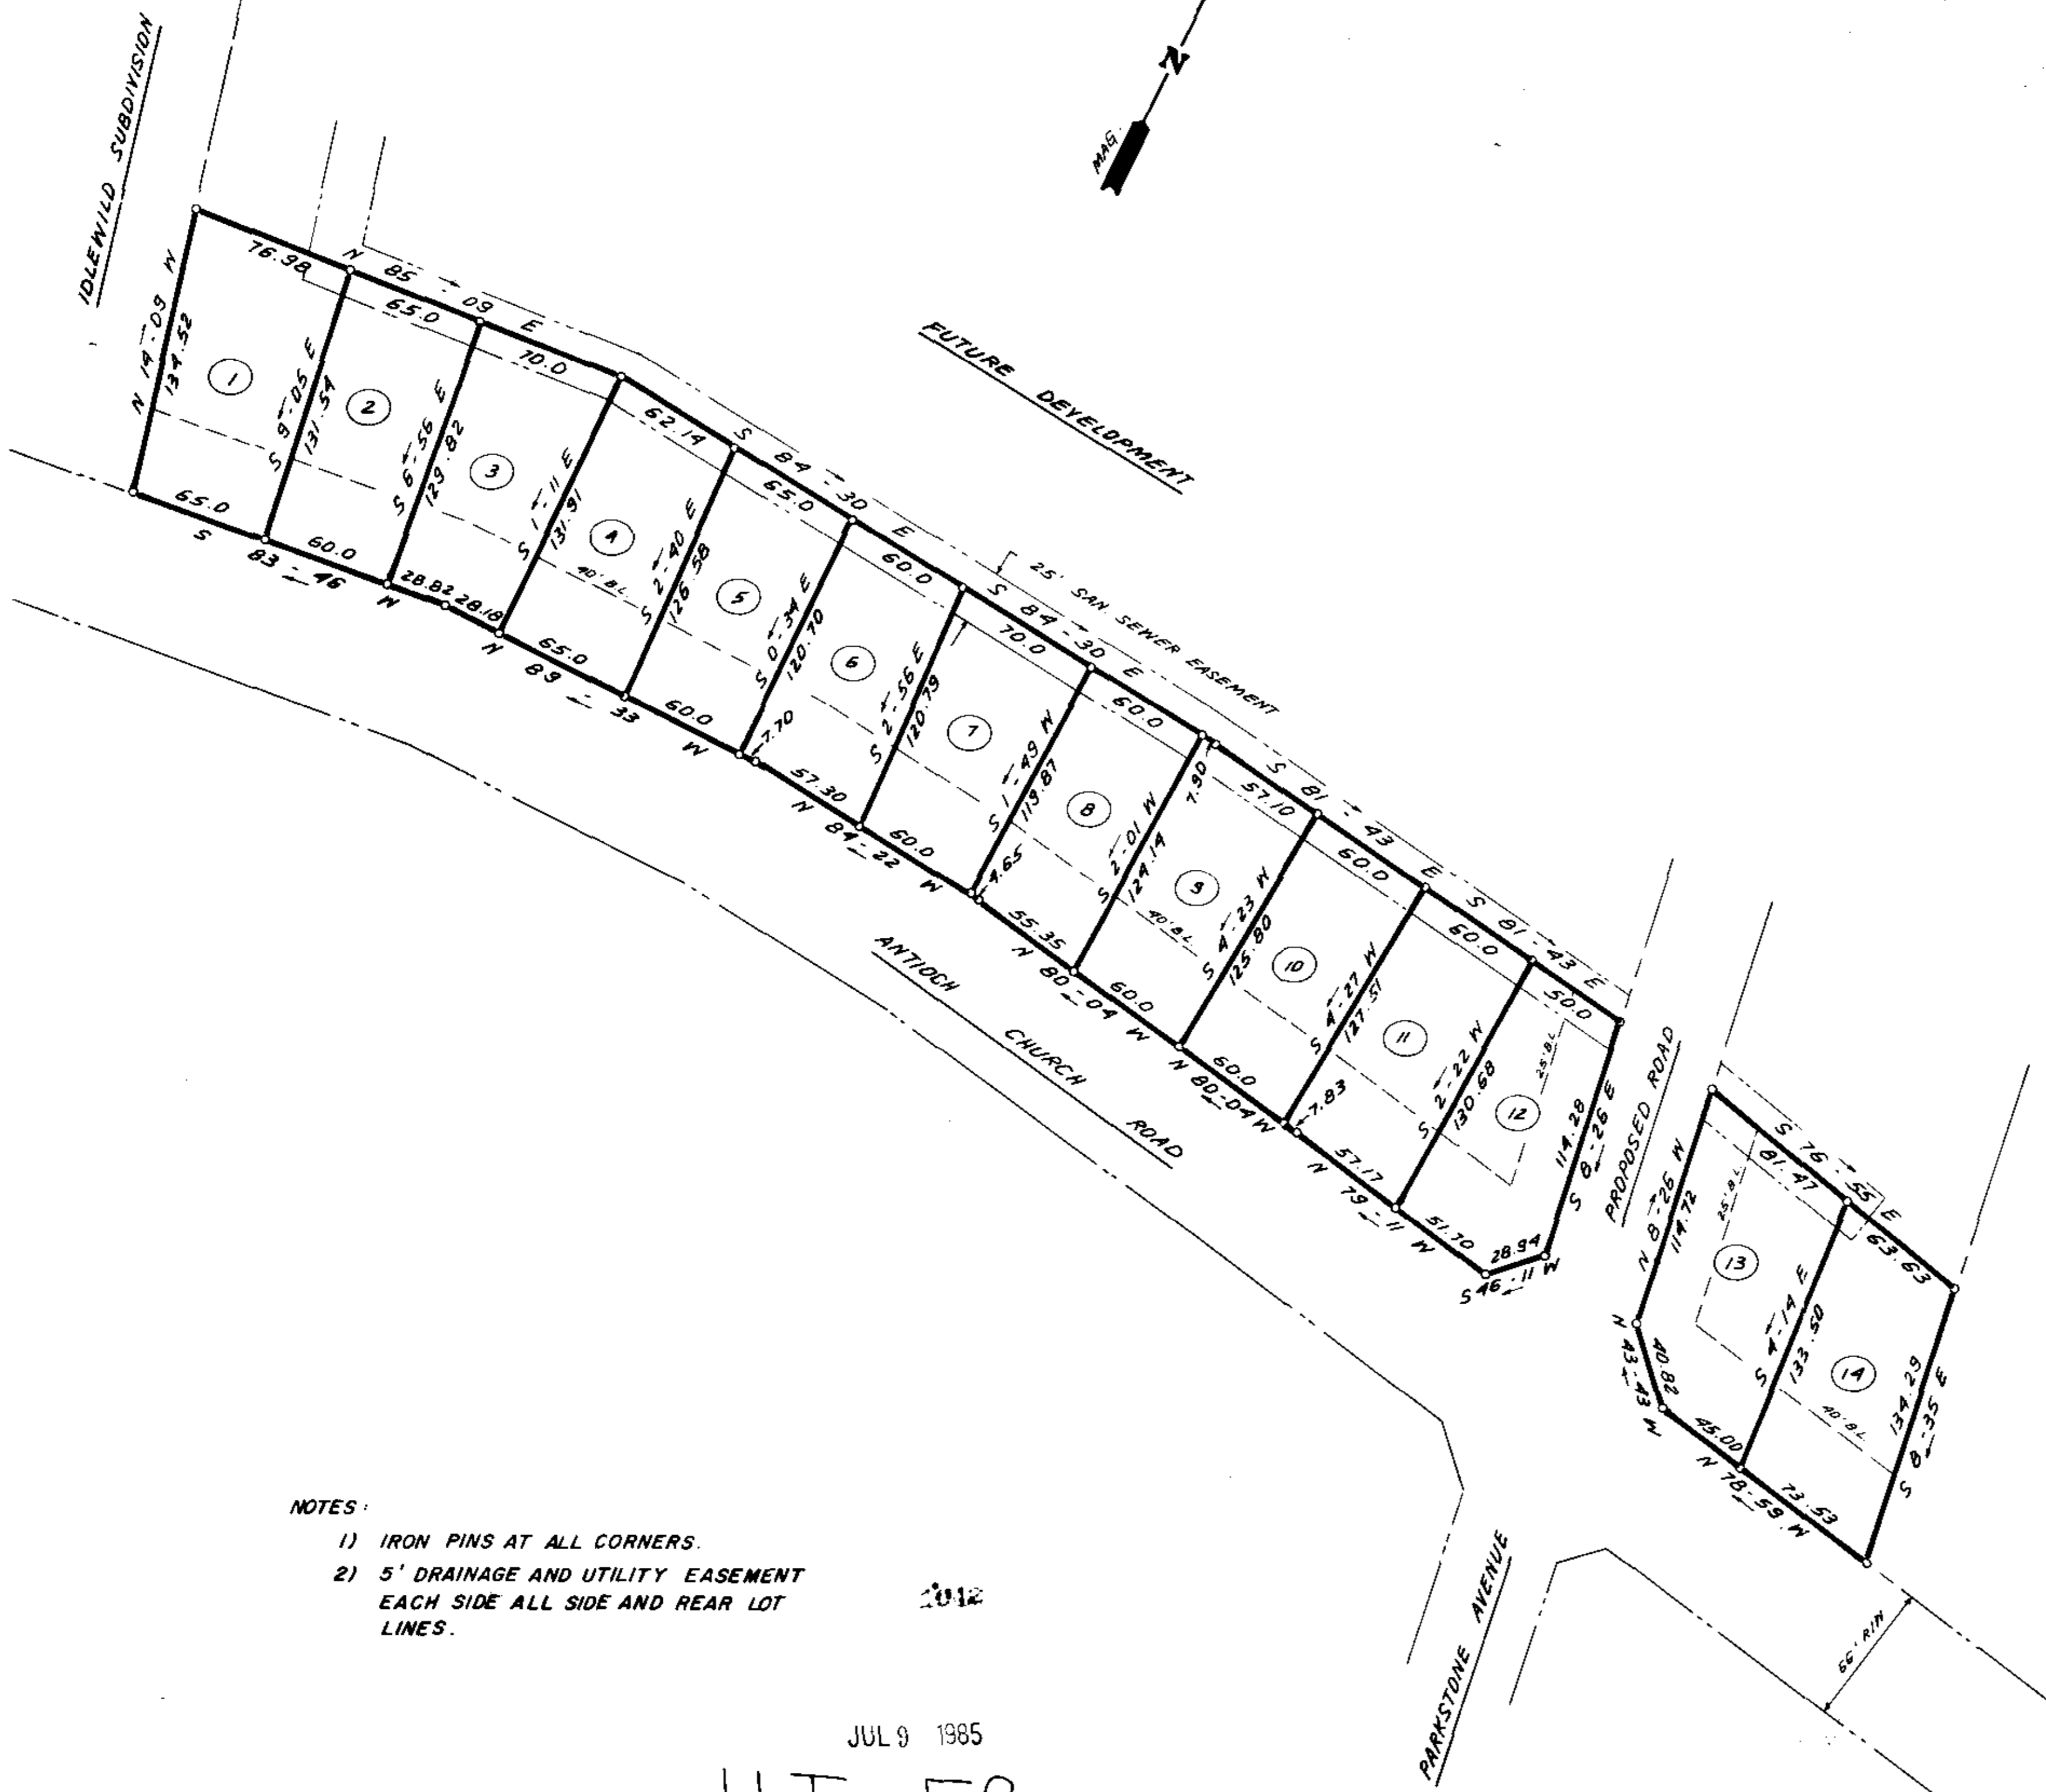 IDLEWILD SUBDIVISION
N
MAG.
FUTURE DEVELOPMENT
N 14-09 W
134.52
76.98
N 85-09 E
65.0
70.0
1
S 9-05 E
131.54
2
S 6-56 E
129.82
3
S 1-11 E
131.91
4
40' B.L.
62.14
S 84-30 E
65.0
60.0
S 2-40 E
126.58
5
S 0-34 E
120.70
6
S 2-56 E
120.79
7
25' SAN. SEWER EASEMENT
S 84-30 E
70.0
60.0
S 1-49 W
119.87
8
S 2-01 W
124.14
7.90
57.10
S 81-43 E
60.0
9
40' B.L.
S 4-23 W
125.80
10
S 4-27 W
127.51
S 81-43 E
60.0
50.0
11
S 2-22 W
130.68
12
25' B.L.
114.28
S 8-26 E
65.0
S 83-46 W
60.0
28.82
28.18
N 89-33 W
65.0
60.0
7.70
57.30
N 84-22 W
60.0
4.65
55.35
N 80-04 W
60.0
N 80-04 W
60.0
7.83
57.17
N 79-11 W
51.70
28.94
S 46-11 W
ANTIOCH CHURCH ROAD
PROPOSED ROAD
N 8-26 W
114.72
25' B.L.
S 76-55 E
81.47
63.63
13
S 4-14 E
133.50
14
40' B.L.
134.29
S 8-35 E
N 43-43 W
40.82
45.00
N 78-59 W
73.53
66' R/W
PARKSTONE AVENUE
NOTES:
1) IRON PINS AT ALL CORNERS.
2) 5' DRAINAGE AND UTILITY EASEMENT
EACH SIDE ALL SIDE AND REAR LOT
LINES.
JUL 9 1985